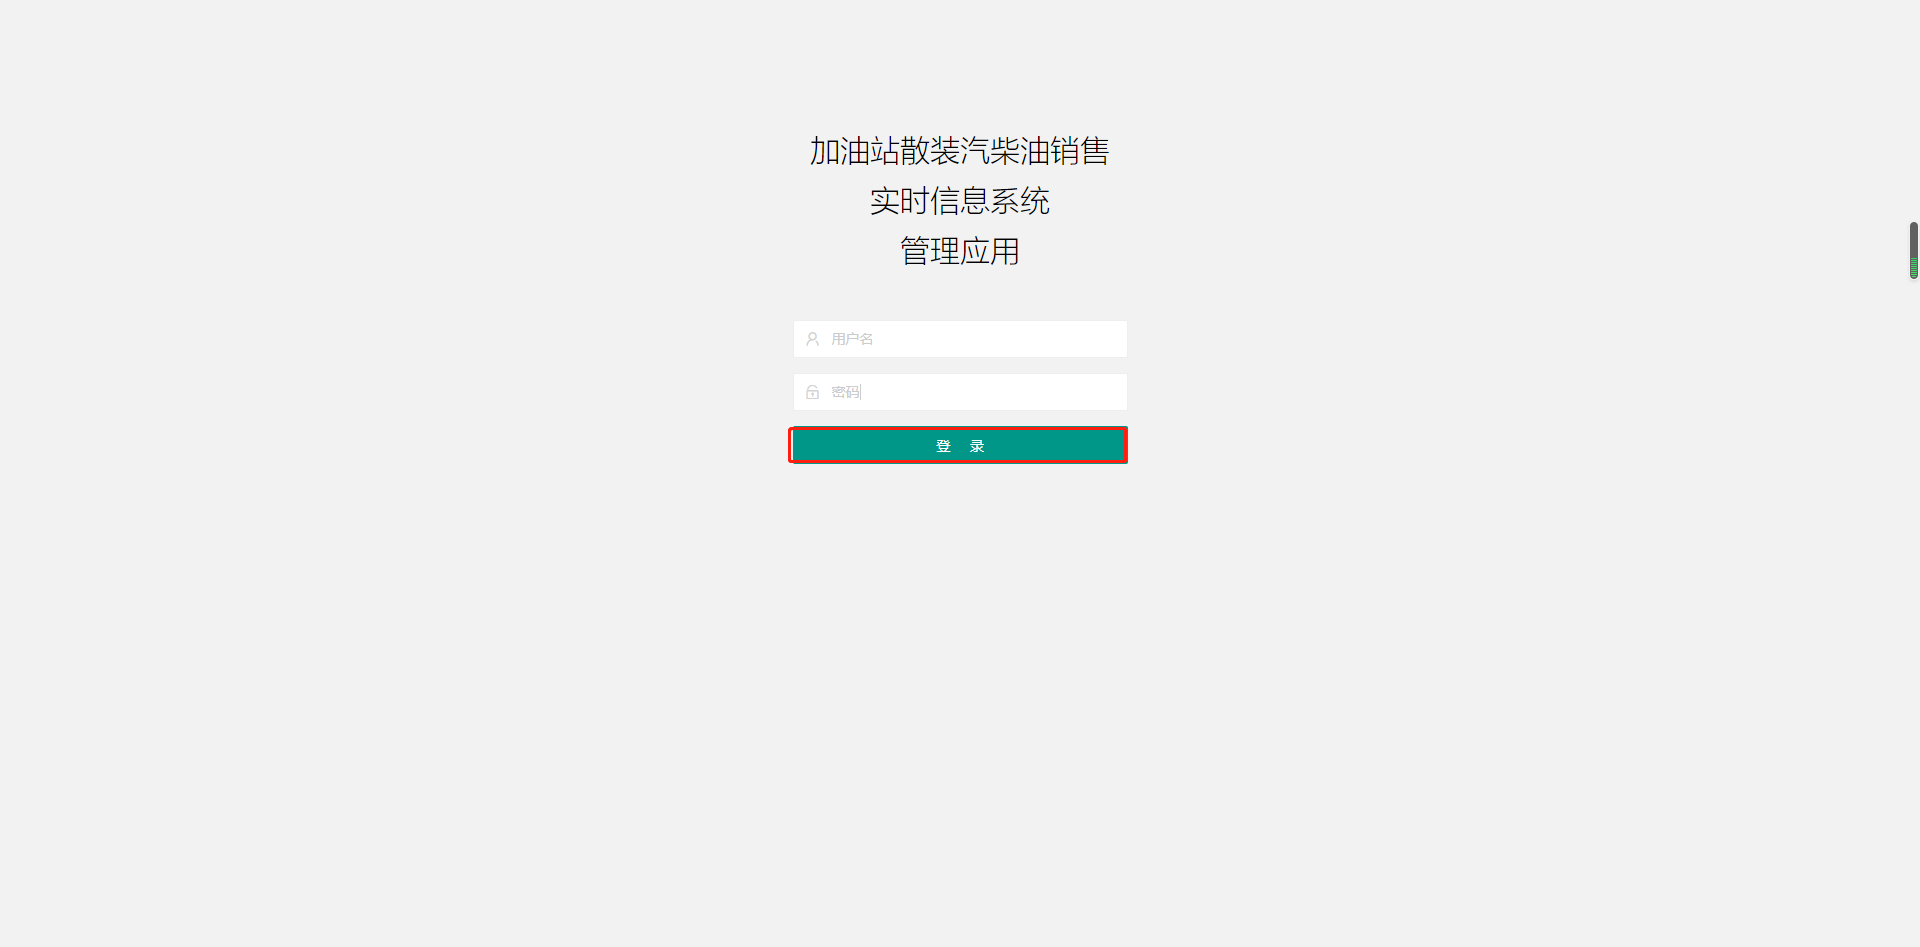 加油站散装汽柴油销售
实时信息系统
管理应用
用户名
密码
登 录